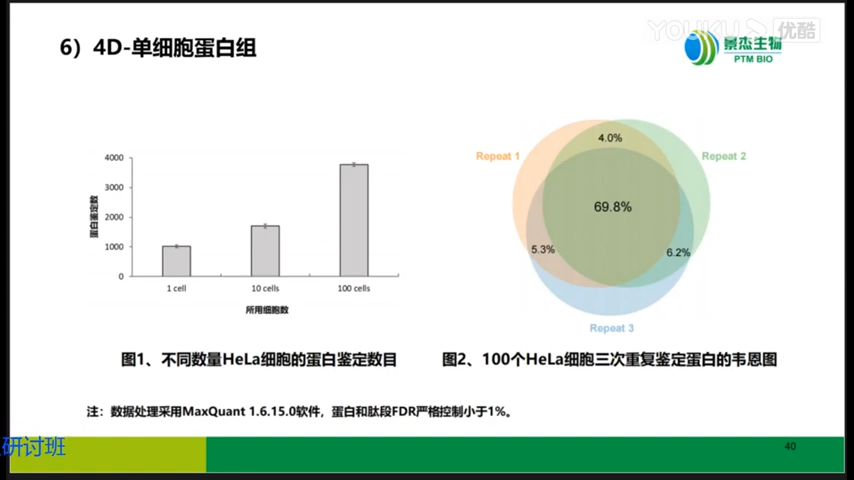 6）4D-单细胞蛋白组
YOUKU 优酷
景杰生物
PTM BIO
4000
3000
2000
1000
0
蛋白鉴定数
1 cell
10 cells
100 cells
所用细胞数
Repeat 1
Repeat 2
Repeat 3
4.0%
69.8%
5.3%
6.2%
图1、不同数量HeLa细胞的蛋白鉴定数目
图2、100个HeLa细胞三次重复鉴定蛋白的韦恩图
注：数据处理采用MaxQuant 1.6.15.0软件，蛋白和肽段FDR严格控制小于1%。
研讨班
40